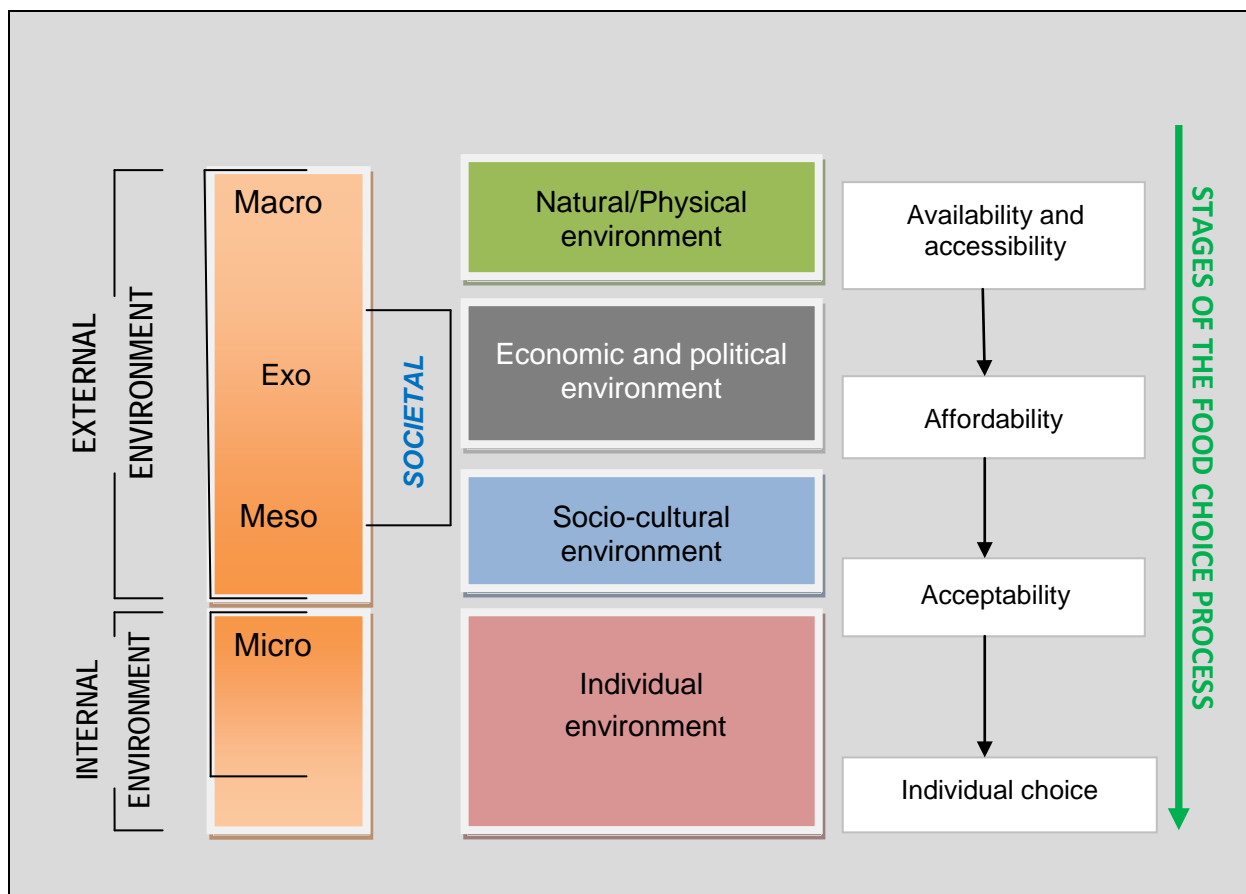 EXTERNAL
ENVIRONMENT
INTERNAL
ENVIRONMENT
Macro
Exo
Meso
Micro
SOCIETAL
Natural/Physical
environment
Economic and political
environment
Socio-cultural
environment
Individual
environment
Availability and
accessibility
Affordability
Acceptability
Individual choice
STAGES OF THE FOOD CHOICE PROCESS